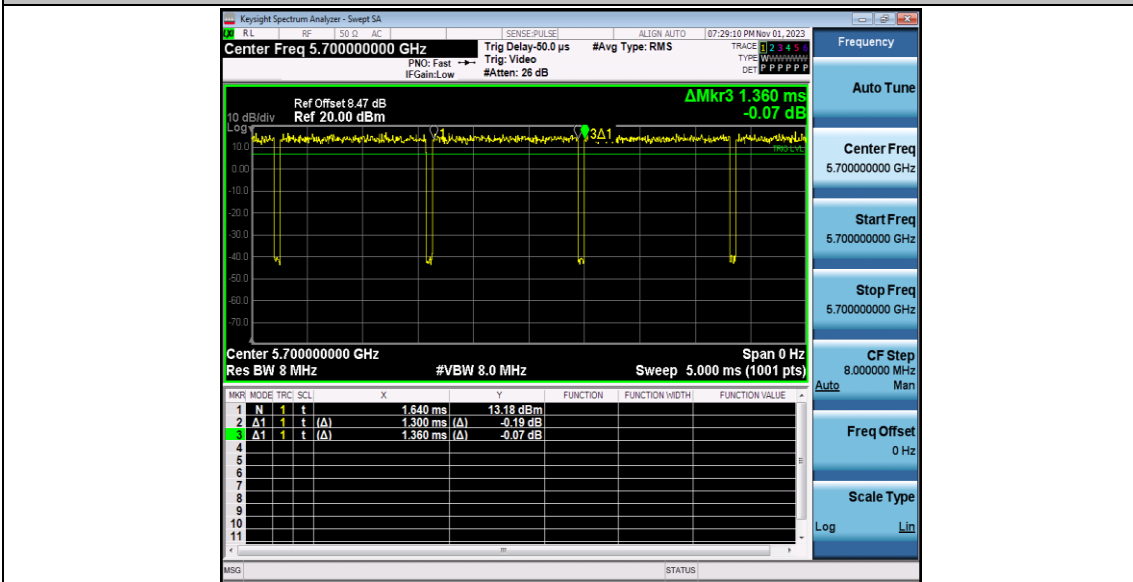 Keysight Spectrum Analyzer - Swept SA
RL RF 50 Ω AC SENSE:PULSE ALIGN AUTO 07:29:10 PM Nov 01, 2023
Center Freq 5.700000000 GHz
PNO: Fast
IFGain:Low
Trig Delay-50.0 µs
Trig: Video
#Atten: 26 dB
#Avg Type: RMS
TRACE 1 2 3 4 5 6
TYPE WWWWWW
DET P P P P P P
Frequency
Auto Tune
Center Freq
5.700000000 GHz
Start Freq
5.700000000 GHz
Stop Freq
5.700000000 GHz
CF Step
8.000000 MHz
Auto Man
Freq Offset
0 Hz
Scale Type
Log Lin
ΔMkr3 1.360 ms
-0.07 dB
Ref Offset 8.47 dB
10 dB/div Ref 20.00 dBm
Log
1
3Δ1
TRIG LVL
10.0
0.00
-10.0
-20.0
-30.0
-40.0
-50.0
-60.0
-70.0
Center 5.700000000 GHz Span 0 Hz
Res BW 8 MHz #VBW 8.0 MHz Sweep 5.000 ms (1001 pts)
MKR MODE TRC SCL X Y FUNCTION FUNCTION WIDTH FUNCTION VALUE
1 N 1 t 1.640 ms 13.18 dBm
2 Δ1 1 t (Δ) 1.300 ms (Δ) -0.19 dB
3 Δ1 1 t (Δ) 1.360 ms (Δ) -0.07 dB
4
5
6
7
8
9
10
11
MSG STATUS